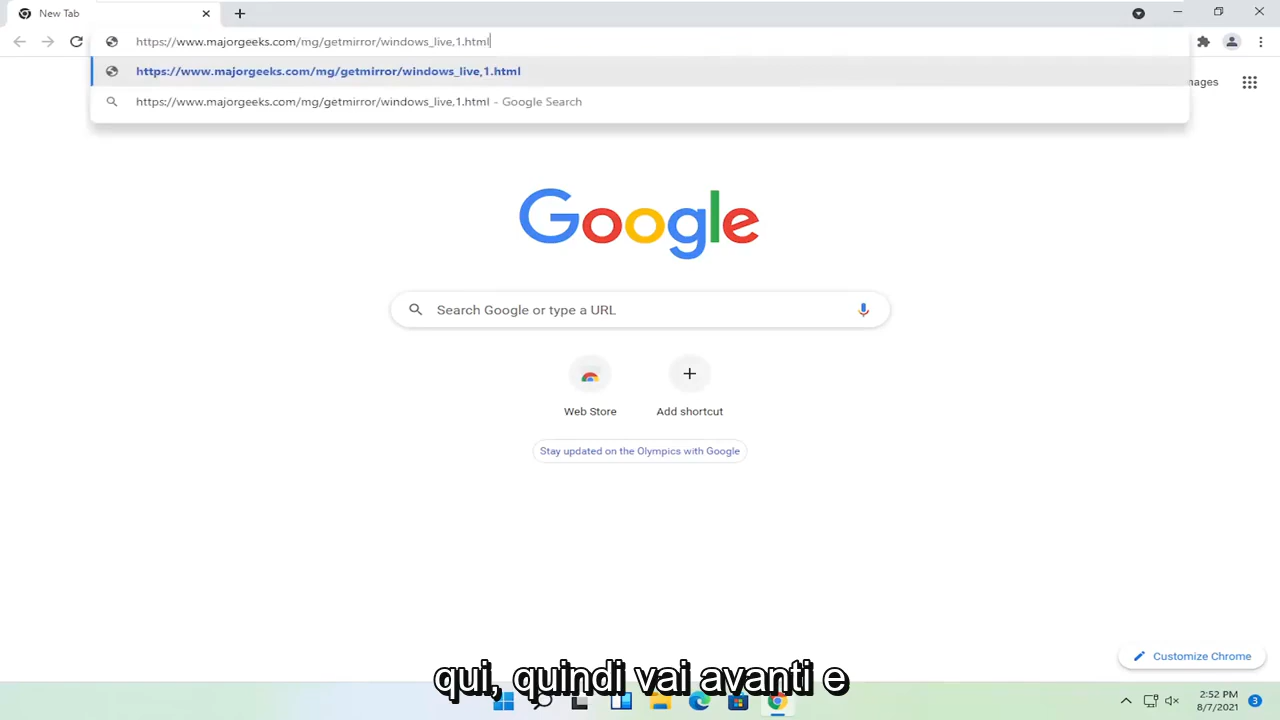 New Tab
https://www.majorgeeks.com/mg/getmirror/windows_live,1.html
https://www.majorgeeks.com/mg/getmirror/windows_live,1.html
https://www.majorgeeks.com/mg/getmirror/windows_live,1.html - Google Search
mages
Google
Search Google or type a URL
Web Store
Add shortcut
Stay updated on the Olympics with Google
Customize Chrome
qui, quindi vai avanti e
2:52 PM
8/7/2021
3